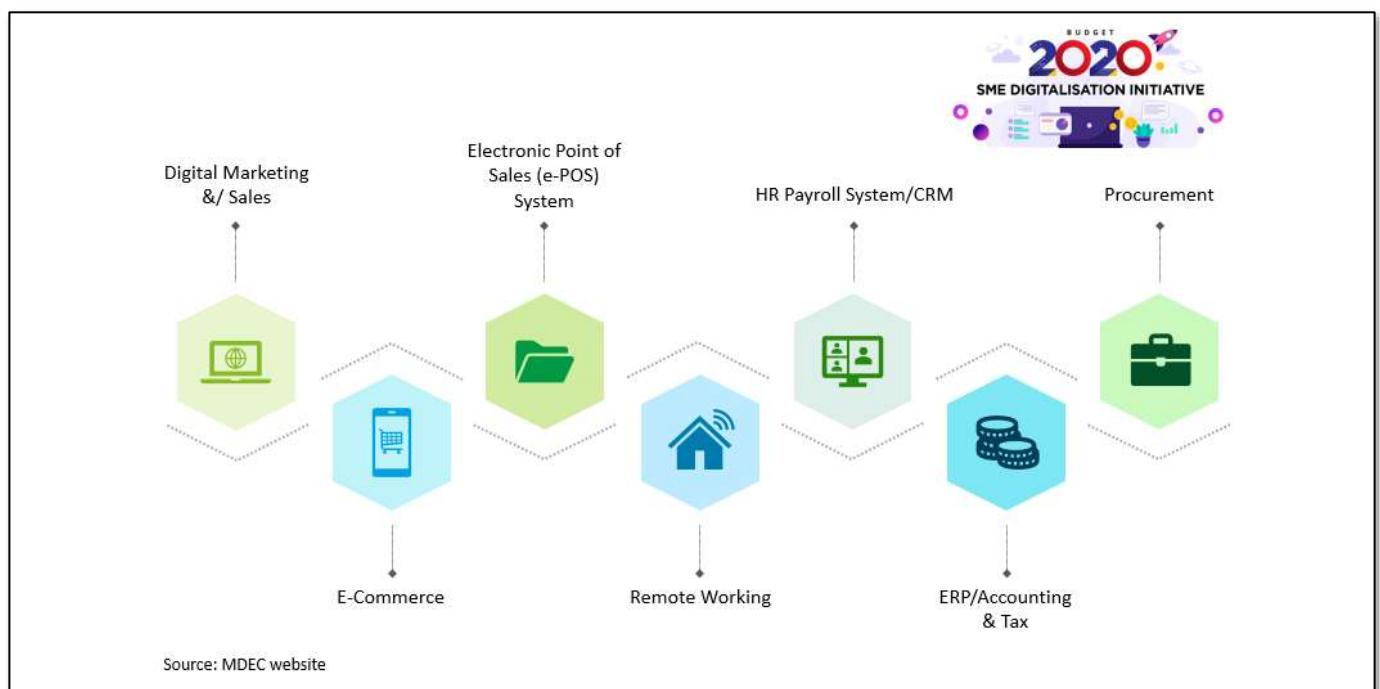 BUDGET
2020
SME DIGITALISATION INITIATIVE
Digital Marketing
&/ Sales
Electronic Point of
Sales (e-POS)
System
HR Payroll System/CRM
Procurement
E-Commerce
Remote Working
ERP/Accounting
& Tax
Source: MDEC website